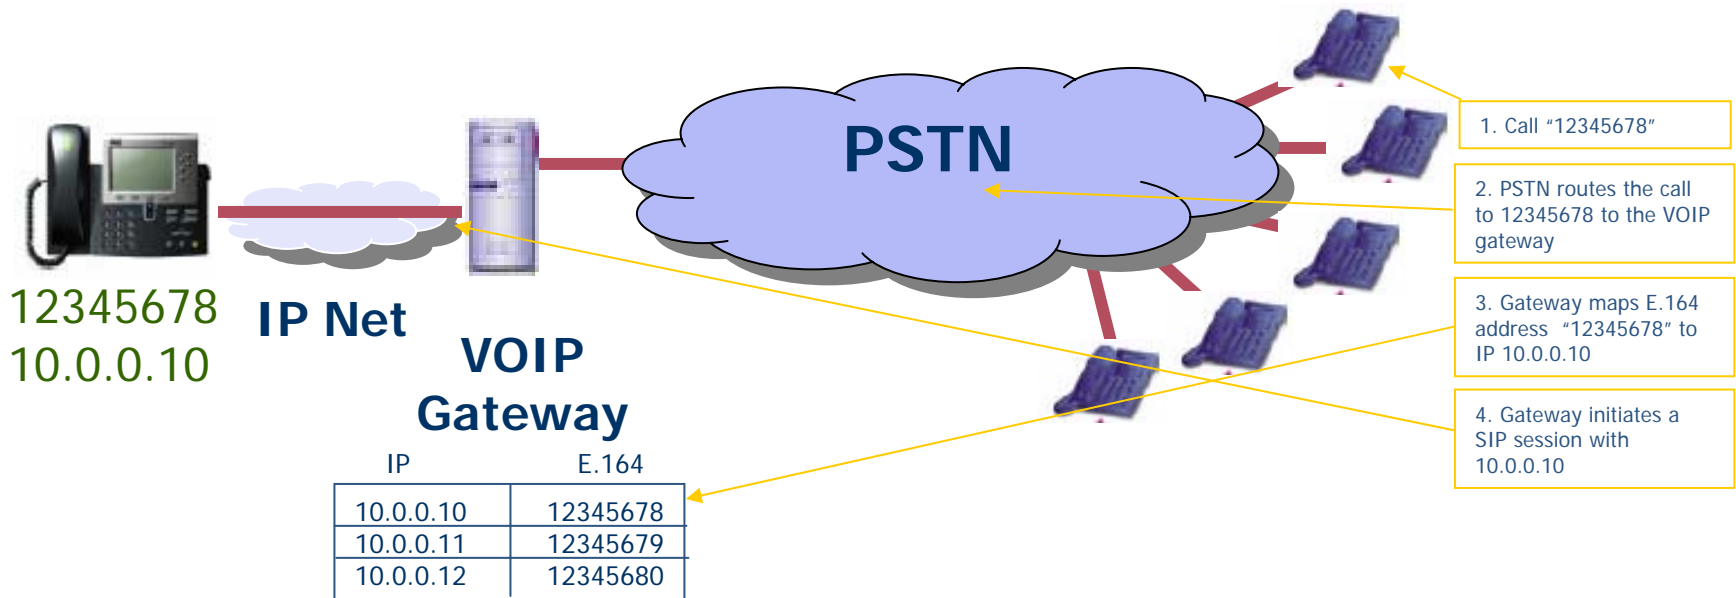 PSTN
12345678
10.0.0.10
IP Net
VOIP
Gateway
IP E.164
10.0.0.10 12345678
10.0.0.11 12345679
10.0.0.12 12345680
1. Call “12345678”
2. PSTN routes the call
to 12345678 to the VOIP
gateway
3. Gateway maps E.164
address “12345678” to
IP 10.0.0.10
4. Gateway initiates a
SIP session with
10.0.0.10